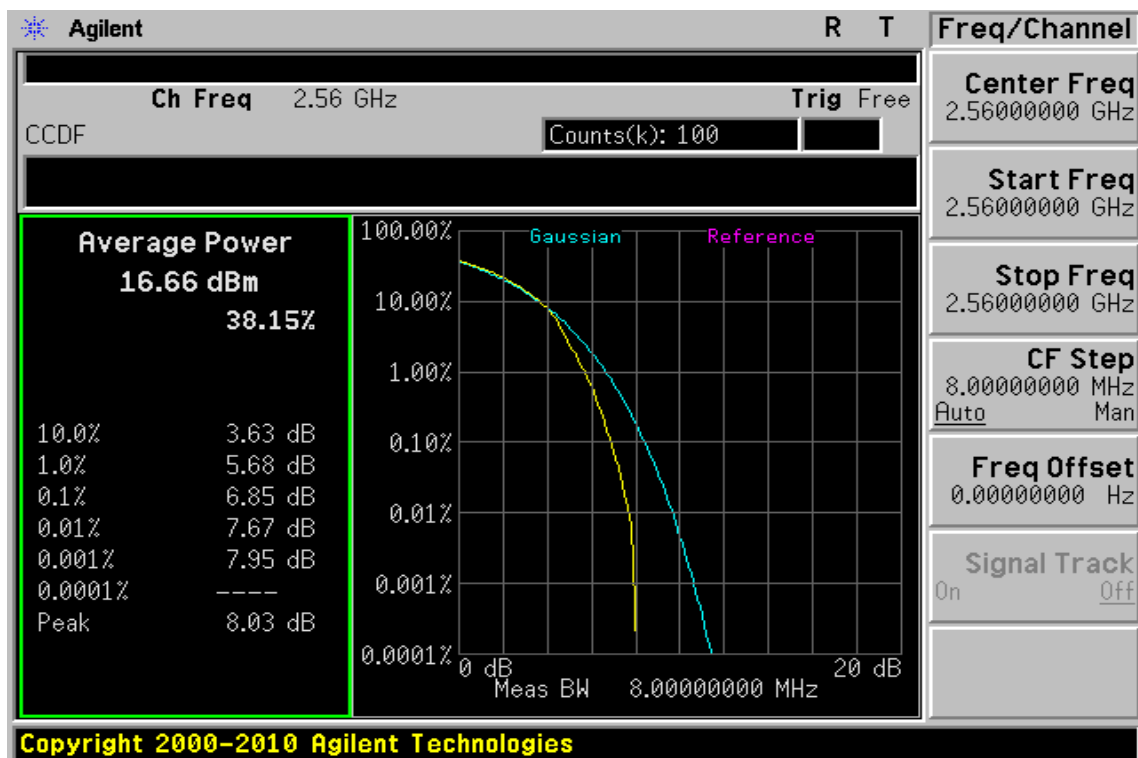 Agilent R T
Freq/Channel
Ch Freq 2.56 GHz Trig Free
CCDF
Counts(k): 100
Center Freq
2.56000000 GHz
Start Freq
2.56000000 GHz
Stop Freq
2.56000000 GHz
CF Step
8.00000000 MHz
Auto Man
Freq Offset
0.00000000 Hz
Signal Track
On Off
Average Power
16.66 dBm
38.15%
10.0% 3.63 dB
1.0% 5.68 dB
0.1% 6.85 dB
0.01% 7.67 dB
0.001% 7.95 dB
0.0001% ----
Peak 8.03 dB
Gaussian Reference
100.00%
10.00%
1.00%
0.10%
0.01%
0.001%
0.0001%
0 dB 20 dB
Meas BW 8.00000000 MHz
Copyright 2000-2010 Agilent Technologies